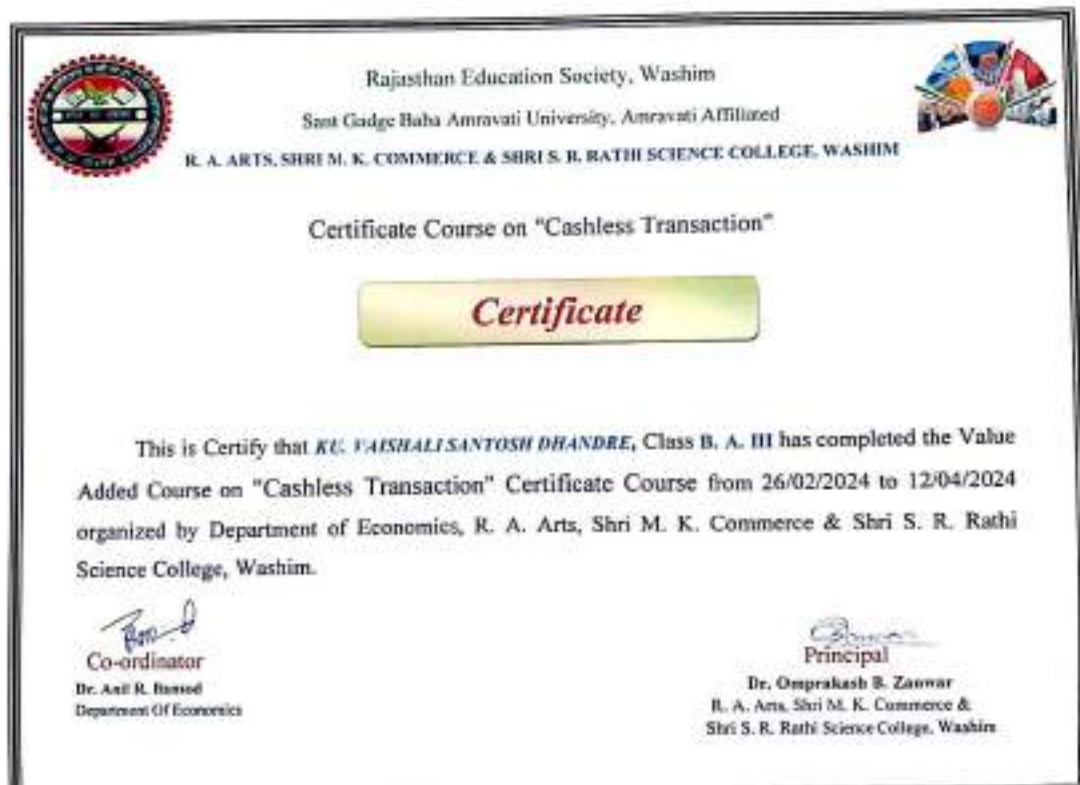 Rajasthan Education Society, Washim
Sant Gadge Baba Amravati University, Amravati Affiliated
R. A. ARTS, SHRI M. K. COMMERCE & SHRI S. R. RATHI SCIENCE COLLEGE, WASHIM
Certificate Course on "Cashless Transaction"
Certificate
This is Certify that KU. VAISHALI SANTOSH DHANDRE, Class B. A. III has completed the Value
Added Course on "Cashless Transaction" Certificate Course from 26/02/2024 to 12/04/2024
organized by Department of Economics, R. A. Arts, Shri M. K. Commerce & Shri S. R. Rathi
Science College, Washim.
Co-ordinator
Dr. Anil R. Bansod
Department Of Economics
Principal
Dr. Omprakash B. Zanwar
R. A. Arts, Shri M. K. Commerce &
Shri S. R. Rathi Science College, Washim